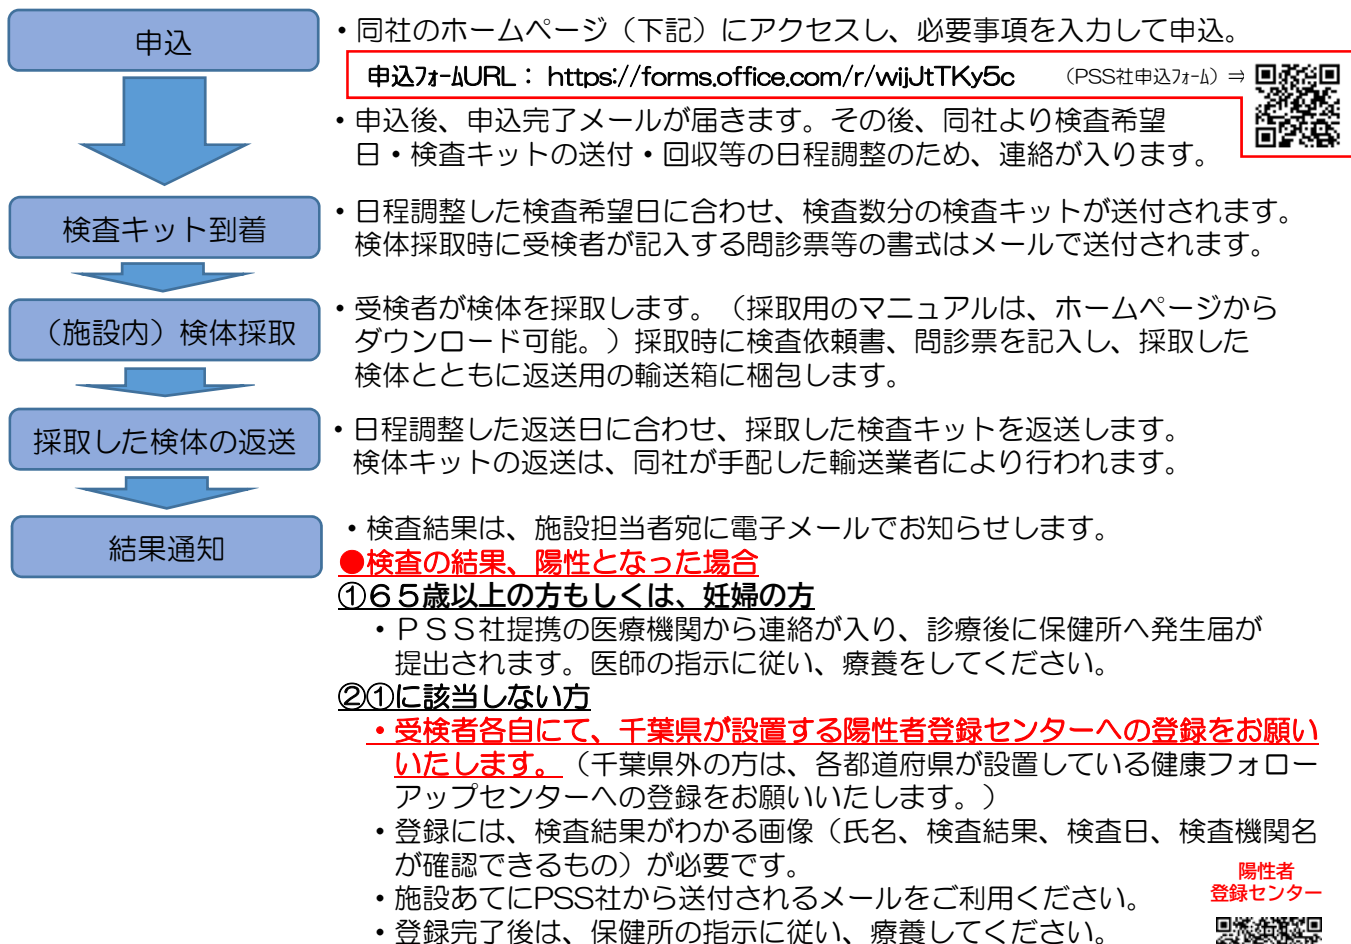 申込
・同社のホームページ（下記）にアクセスし、必要事項を入力して申込。
申込ﾌｫｰﾑURL： https://forms.office.com/r/wijJtTKy5c （PSS社申込ﾌｫｰﾑ）⇒
・申込後、申込完了メールが届きます。その後、同社より検査希望
日・検査キットの送付・回収等の日程調整のため、連絡が入ります。
検査キット到着
・日程調整した検査希望日に合わせ、検査数分の検査キットが送付されます。
検体採取時に受検者が記入する問診票等の書式はメールで送付されます。
（施設内）検体採取
・受検者が検体を採取します。（採取用のマニュアルは、ホームページから
ダウンロード可能。）採取時に検査依頼書、問診票を記入し、採取した
検体とともに返送用の輸送箱に梱包します。
採取した検体の返送
・日程調整した返送日に合わせ、採取した検査キットを返送します。
検体キットの返送は、同社が手配した輸送業者により行われます。
結果通知
・検査結果は、施設担当者宛に電子メールでお知らせします。
●検査の結果、陽性となった場合
①６５歳以上の方もしくは、妊婦の方
・ＰＳＳ社提携の医療機関から連絡が入り、診療後に保健所へ発生届が
提出されます。医師の指示に従い、療養をしてください。
②①に該当しない方
・受検者各自にて、千葉県が設置する陽性者登録センターへの登録をお願い
いたします。（千葉県外の方は、各都道府県が設置している健康フォロー
アップセンターへの登録をお願いいたします。）
・登録には、検査結果がわかる画像（氏名、検査結果、検査日、検査機関名
が確認できるもの）が必要です。
・施設あてにPSS社から送付されるメールをご利用ください。
・登録完了後は、保健所の指示に従い、療養してください。
陽性者
登録センター